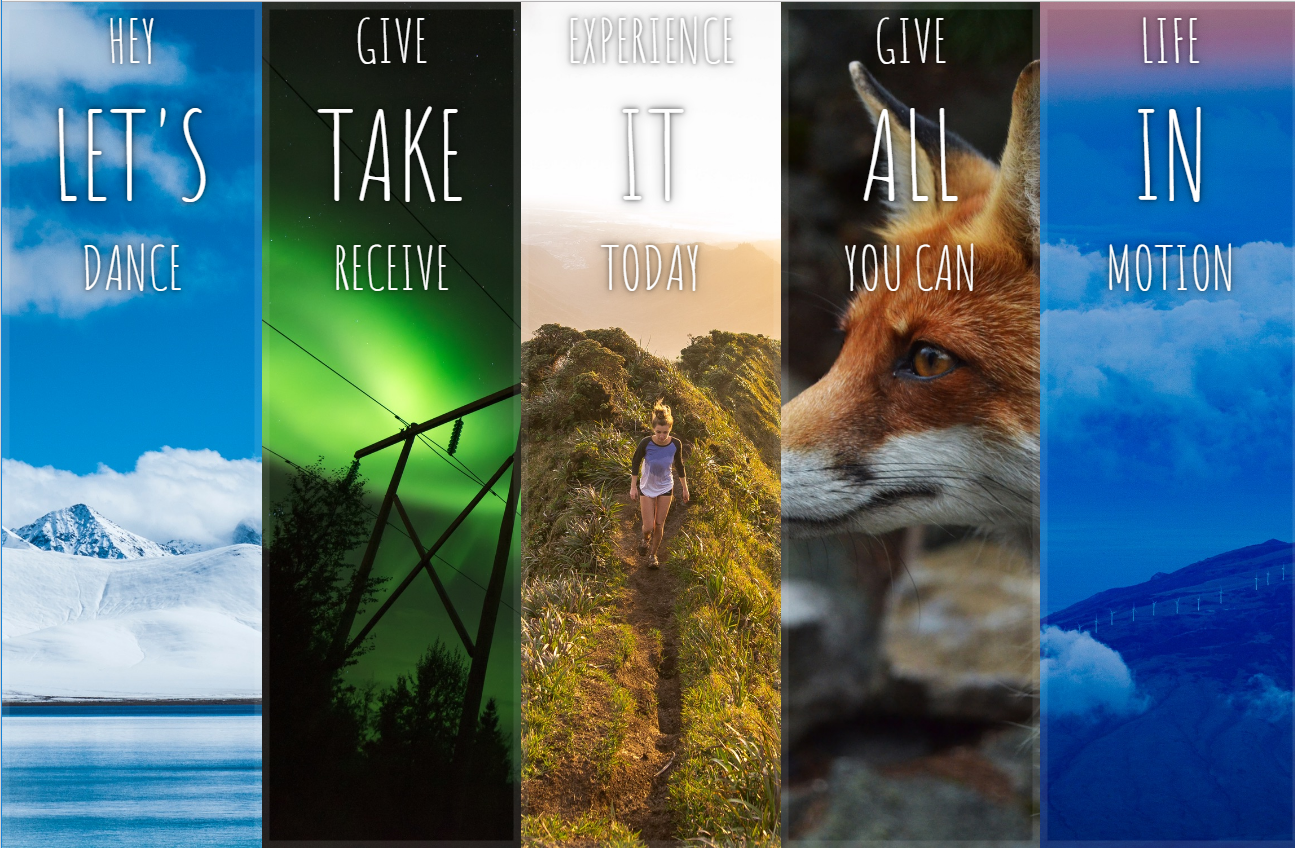 HEY
LET'S
DANCE
GIVE
TAKE
RECEIVE
EXPERIENCE
IT
TODAY
GIVE
ALL
YOU CAN
LIFE
IN
MOTION